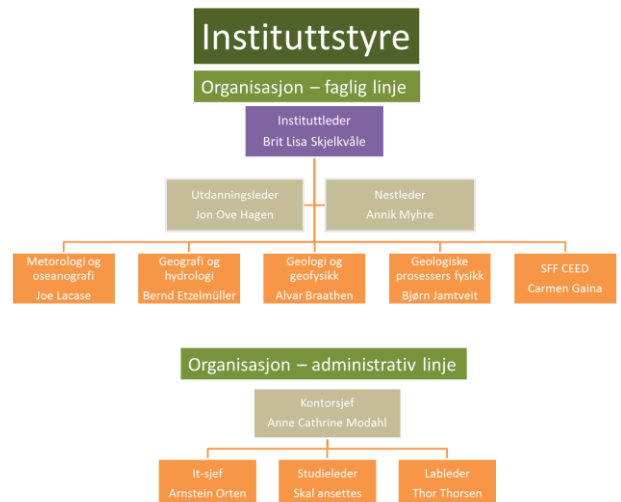 Instituttstyre
Organisasjon – faglig linje
Instituttleder
Brit Lisa Skjelkvåle
Utdanningsleder
Jon Ove Hagen
Nestleder
Annik Myhre
Metorologi og
oseanografi
Joe Lacase
Geografi og
hydrologi
Bernd Etzelmüller
Geologi og
geofysikk
Alvar Braathen
Geologiske
prosessers fysikk
Bjørn Jamtveit
SFF CEED
Carmen Gaina
Organisasjon – administrativ linje
Kontorsjef
Anne Cathrine Modahl
It-sjef
Arnstein Orten
Studieleder
Skal ansettes
Lableder
Thor Thorsen